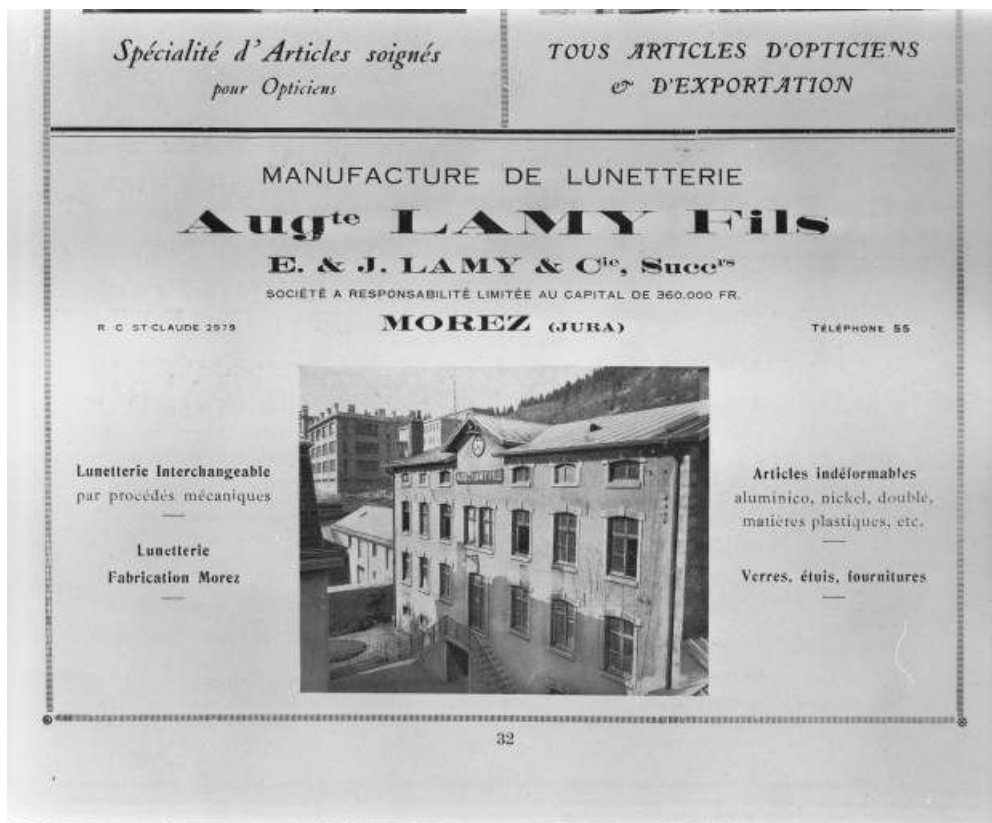 Spécialité d'Articles soignés
pour Opticiens
TOUS ARTICLES D'OPTICIENS
& D'EXPORTATION
MANUFACTURE DE LUNETTERIE
Augte LAMY Fils
E. & J. LAMY & Cie, Succrs
SOCIÉTÉ A RESPONSABILITÉ LIMITÉE AU CAPITAL DE 360.000 FR.
R C ST-CLAUDE 2979
MOREZ (JURA)
TÉLÉPHONE 55
Lunetterie Interchangeable
par procédés mécaniques
Lunetterie
Fabrication Morez
Articles indéformables
aluminico, nickel, doublé,
matières plastiques, etc.
Verres, étuis, fournitures
32